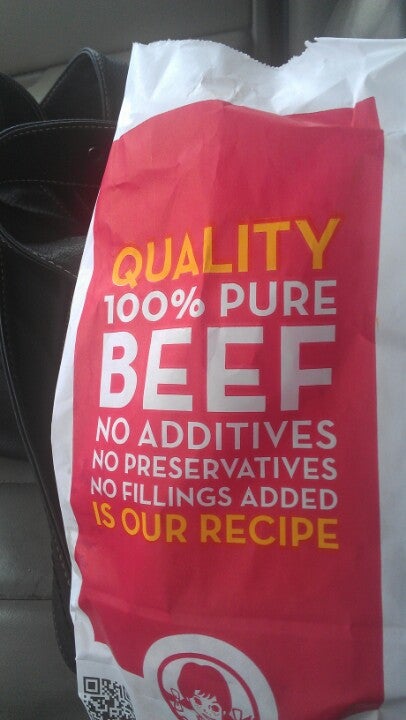 QUALITY
100% PURE
BEEF
NO ADDITIVES
NO PRESERVATIVES
NO FILLINGS ADDED
IS OUR RECIPE